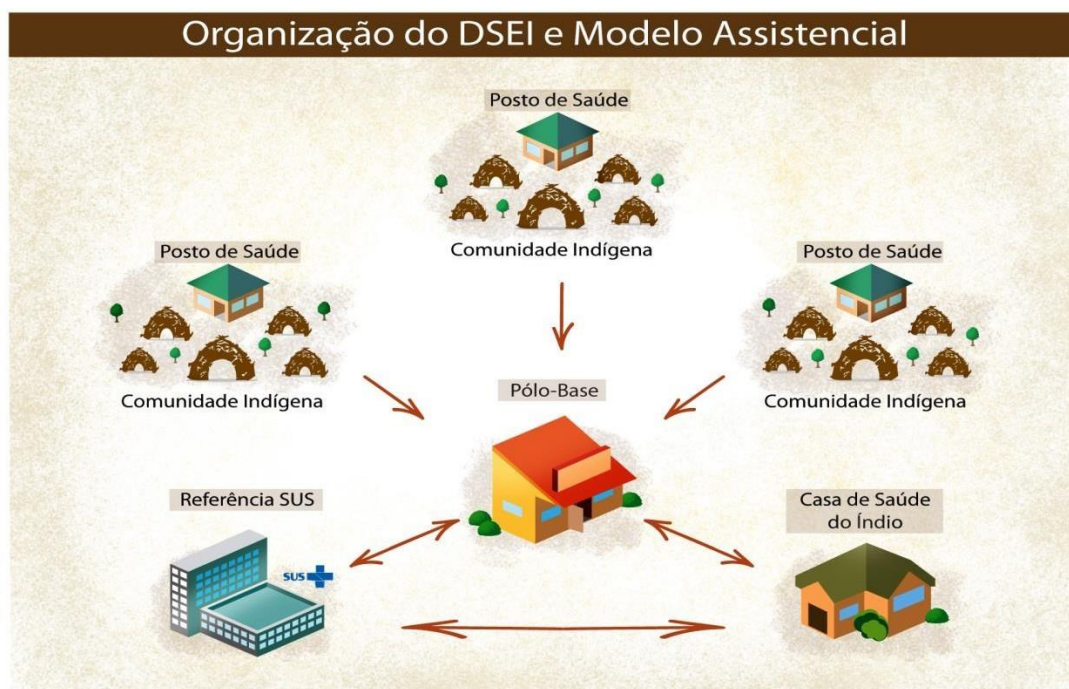 Organização do DSEI e Modelo Assistencial
Posto de Saúde
Comunidade Indígena
Posto de Saúde
Comunidade Indígena
Posto de Saúde
Comunidade Indígena
Pólo-Base
Referência SUS
SUS
Casa de Saúde
do Índio